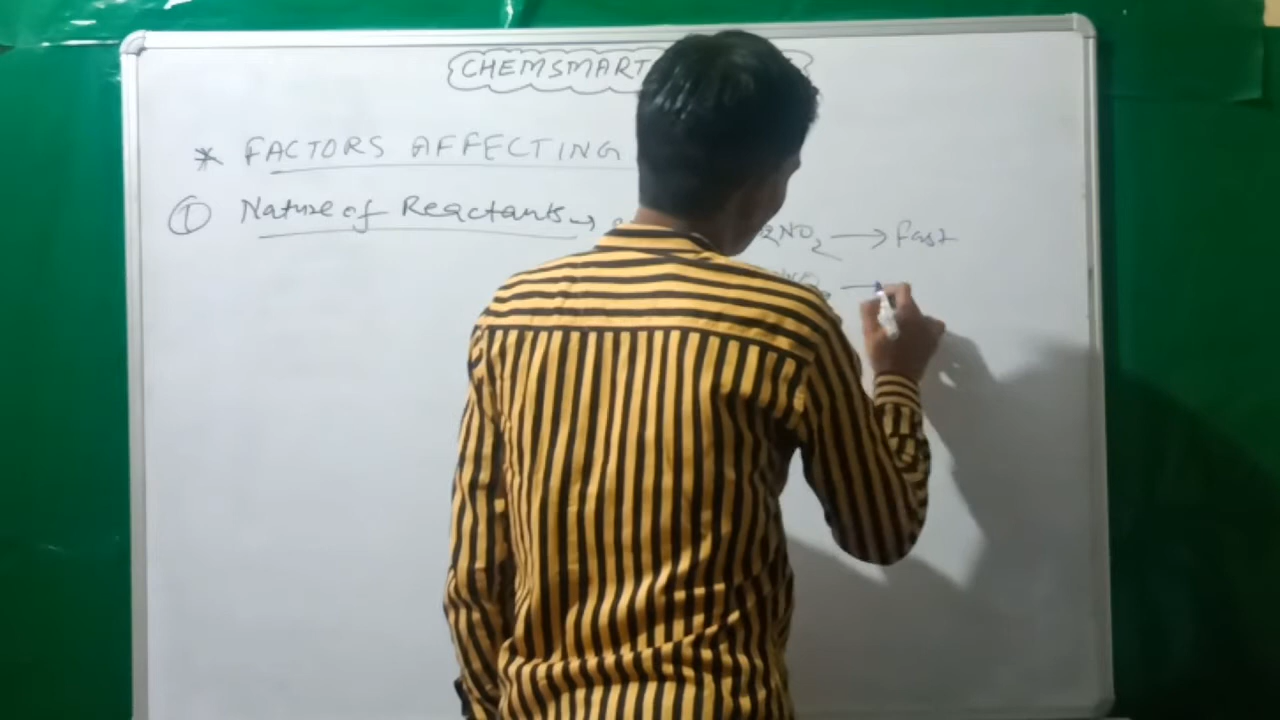 CHEMSMART
* FACTORS AFFECTING
① Nature of Reactants →
2NO₂ → Fast